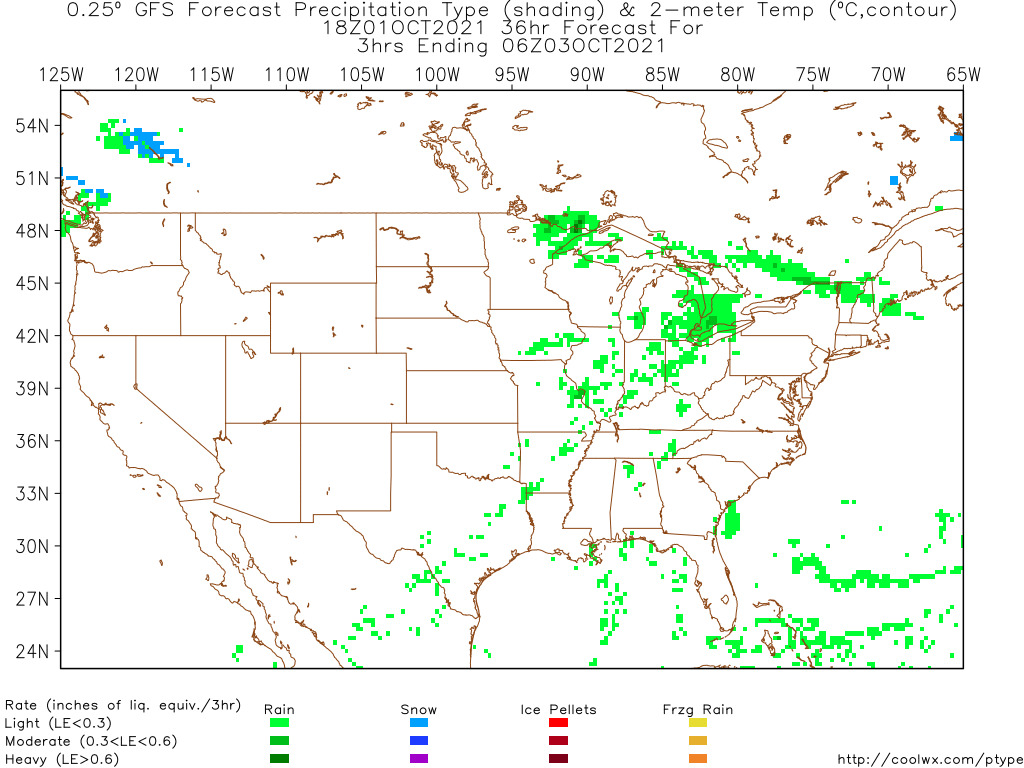 0.25º GFS Forecast Precipitation Type (shading) & 2-meter Temp (ºC,contour)
18Z01OCT2021 36hr Forecast For
3hrs Ending 06Z03OCT2021
125W 120W 115W 110W 105W 100W 95W 90W 85W 80W 75W 70W 65W
54N
51N
48N
45N
42N
39N
36N
33N
30N
27N
24N
Rate (inches of liq. equiv./3hr) Rain Snow Ice Pellets Frzg Rain
Light (LE<0.3)
Moderate (0.3<LE<0.6)
Heavy (LE>0.6)
http://coolwx.com/ptype